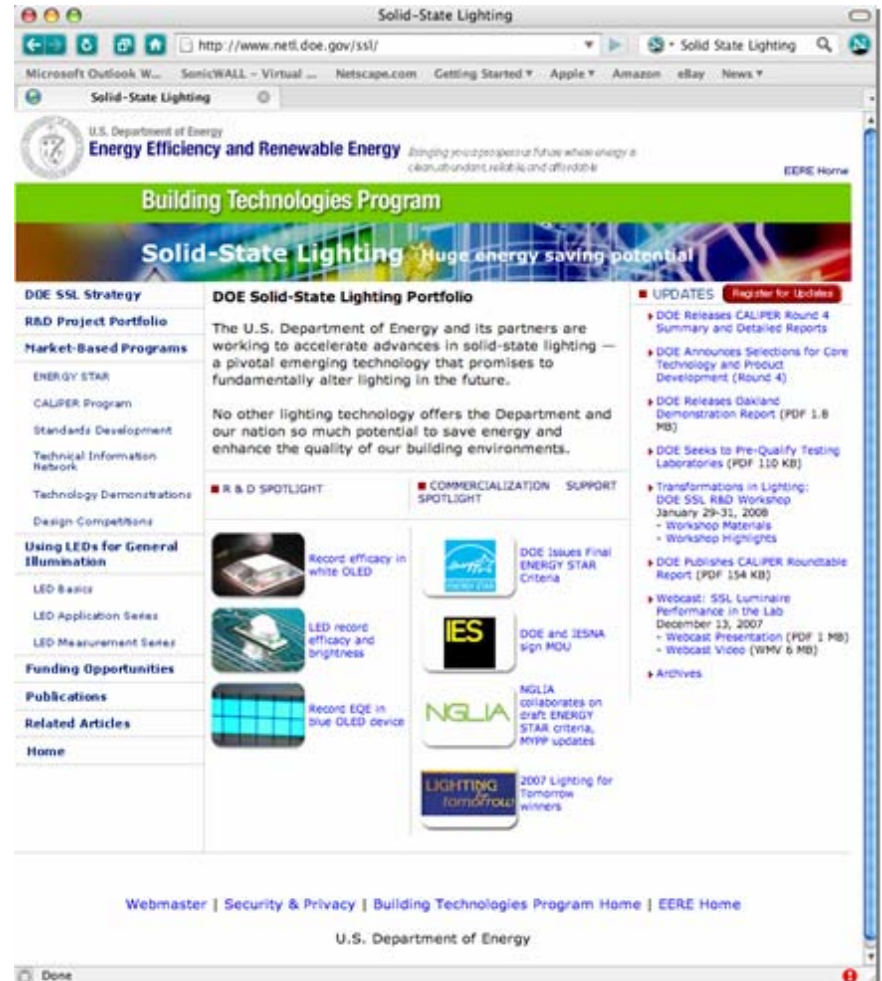 Solid-State Lighting
http://www.netl.doe.gov/ssl/
Solid State Lighting
Microsoft Outlook W... SonicWALL - Virtual ... Netscape.com Getting Started Apple Amazon eBay News
Solid-State Lighting
U.S. Department of Energy
Energy Efficiency and Renewable Energy
Bringing you a prosperous future where energy is
clean, abundant, reliable, and affordable
EERE Home
Building Technologies Program
Solid-State Lighting Huge energy saving potential
DOE SSL Strategy
R&D Project Portfolio
Market-Based Programs
ENERGY STAR
CALiPER Program
Standards Development
Technical Information
Network
Technology Demonstrations
Design Competitions
Using LEDs for General
Illumination
LED Basics
LED Application Series
LED Measurement Series
Funding Opportunities
Publications
Related Articles
Home
DOE Solid-State Lighting Portfolio
The U.S. Department of Energy and its partners are
working to accelerate advances in solid-state lighting —
a pivotal emerging technology that promises to
fundamentally alter lighting in the future.
No other lighting technology offers the Department and
our nation so much potential to save energy and
enhance the quality of our building environments.
R & D SPOTLIGHT
Record efficacy in
white OLED
LED record
efficacy and
brightness
Record EQE in
blue OLED device
COMMERCIALIZATION SUPPORT
SPOTLIGHT
ENERGY STAR
DOE Issues Final
ENERGY STAR
Criteria
IES
DOE and IESNA
sign MOU
NGLIA
NGLIA
collaborates on
draft ENERGY
STAR criteria,
MYPP updates
LIGHTING
for
tomorrow
2007 Lighting for
Tomorrow
winners
UPDATES Register for Updates
DOE Releases CALiPER Round 4
Summary and Detailed Reports
DOE Announces Selections for Core
Technology and Product
Development (Round 4)
DOE Releases Oakland
Demonstration Report (PDF 1.8
MB)
DOE Seeks to Pre-Qualify Testing
Laboratories (PDF 110 KB)
Transformations in Lighting:
DOE SSL R&D Workshop
January 29-31, 2008
- Workshop Materials
- Workshop Highlights
DOE Publishes CALiPER Roundtable
Report (PDF 154 KB)
Webcast: SSL Luminaire
Performance in the Lab
December 13, 2007
- Webcast Presentation (PDF 1 MB)
- Webcast Video (WMV 6 MB)
Archives
Webmaster | Security & Privacy | Building Technologies Program Home | EERE Home
U.S. Department of Energy
Done